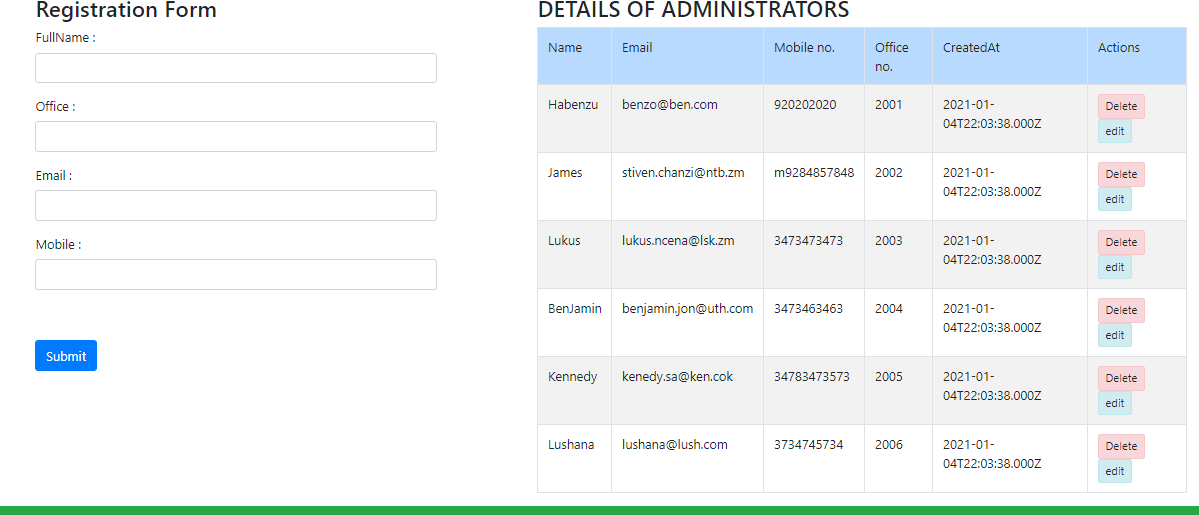 Registration Form
FullName :
Office :
Email :
Mobile :
Submit
DETAILS OF ADMINISTRATORS
Name Email Mobile no. Office no. CreatedAt Actions
Habenzu benzo@ben.com 920202020 2001 2021-01-04T22:03:38.000Z Delete edit
James stiven.chanzi@ntb.zm m9284857848 2002 2021-01-04T22:03:38.000Z Delete edit
Lukus lukus.ncena@lsk.zm 3473473473 2003 2021-01-04T22:03:38.000Z Delete edit
BenJamin benjamin.jon@uth.com 3473463463 2004 2021-01-04T22:03:38.000Z Delete edit
Kennedy kenedy.sa@ken.cok 34783473573 2005 2021-01-04T22:03:38.000Z Delete edit
Lushana lushana@lush.com 3734745734 2006 2021-01-04T22:03:38.000Z Delete edit